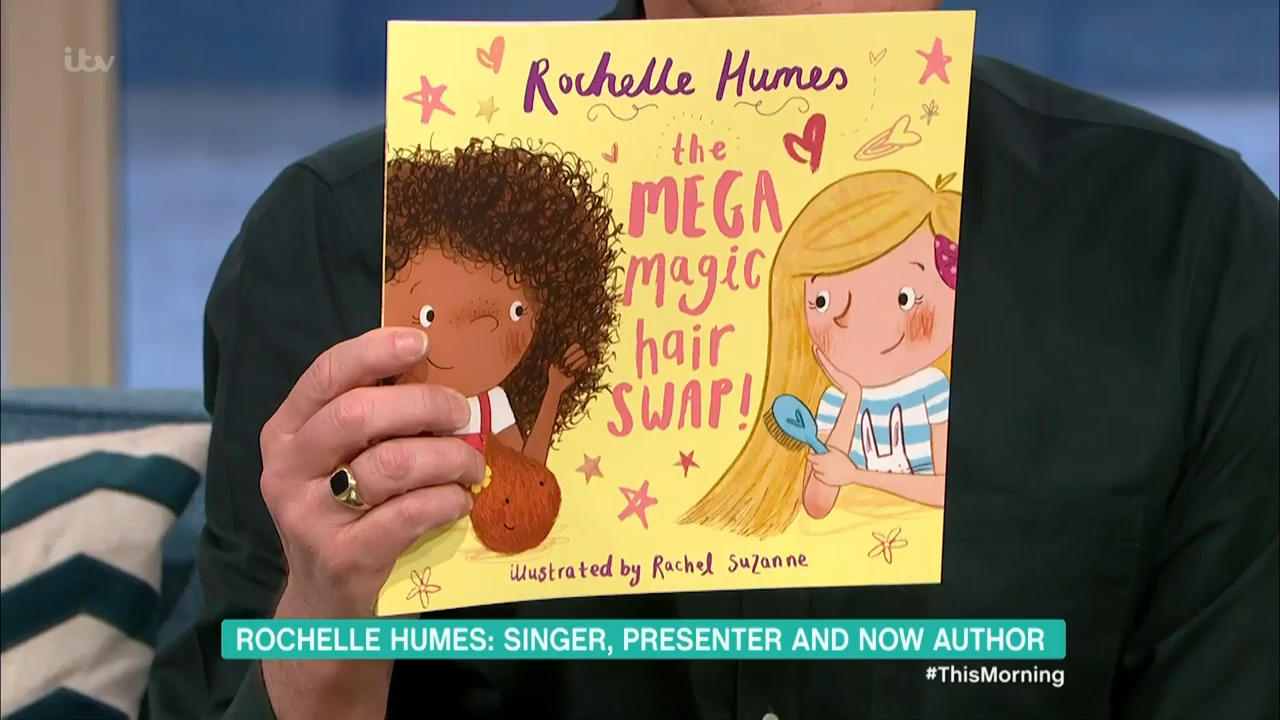 itv
Rochelle Humes
the
MEGA
magic
hair
SWAP!
illustrated by Rachel Suzanne
ROCHELLE HUMES: SINGER, PRESENTER AND NOW AUTHOR
#ThisMorning